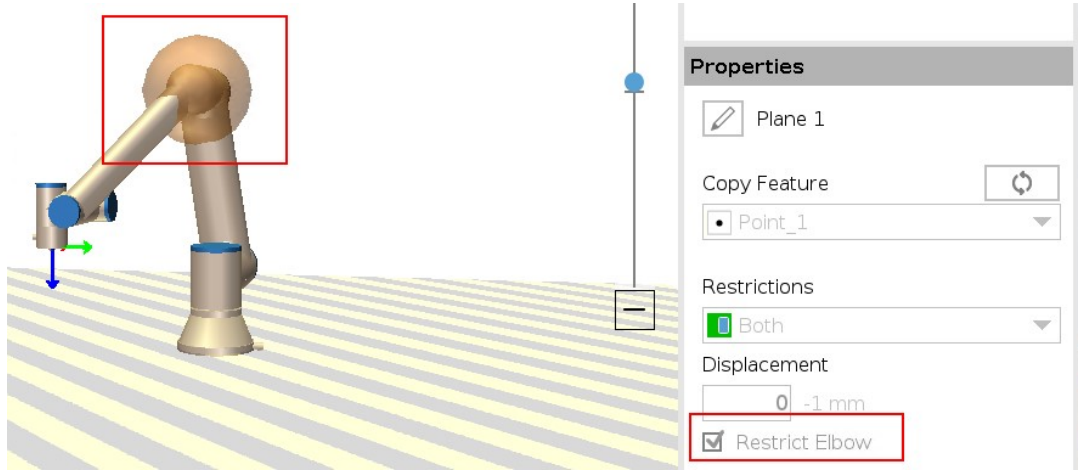 Properties
Plane 1
Copy Feature
Point_1
Restrictions
Both
Displacement
0 -1 mm
Restrict Elbow